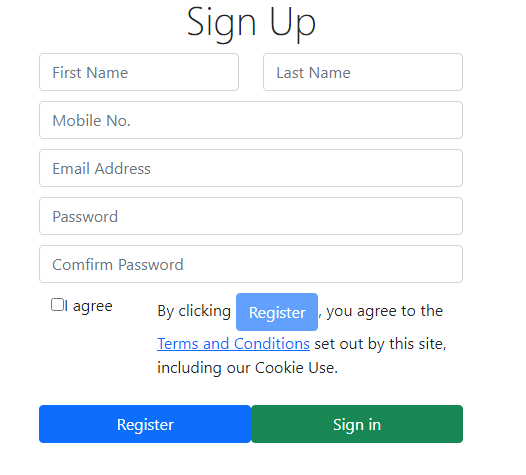 Sign Up
First Name Last Name
Mobile No.
Email Address
Password
Comfirm Password
I agree By clicking Register , you agree to the
Terms and Conditions set out by this site,
including our Cookie Use.
Register Sign in